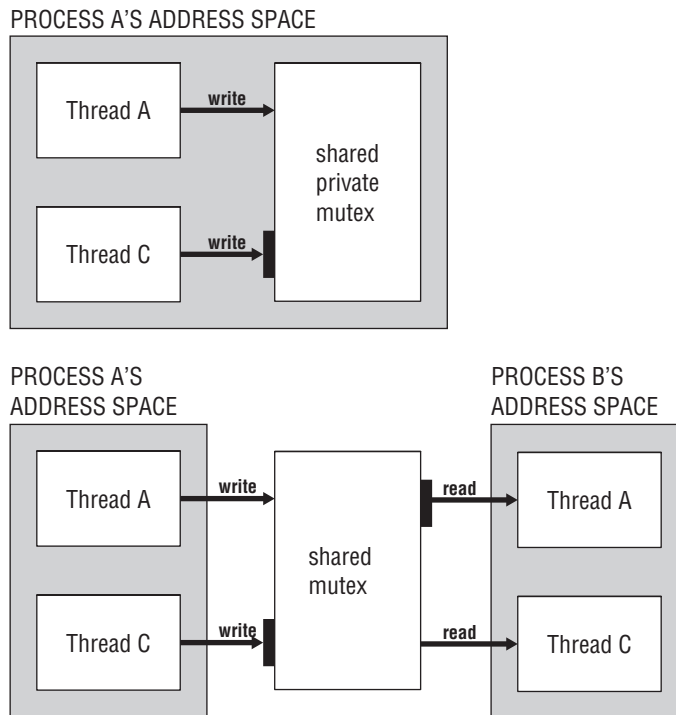 PROCESS A'S ADDRESS SPACE
Thread A
write
shared
private
mutex
Thread C
write
PROCESS A'S
ADDRESS SPACE
PROCESS B'S
ADDRESS SPACE
Thread A
write
shared
mutex
read
Thread A
Thread C
write
read
Thread C